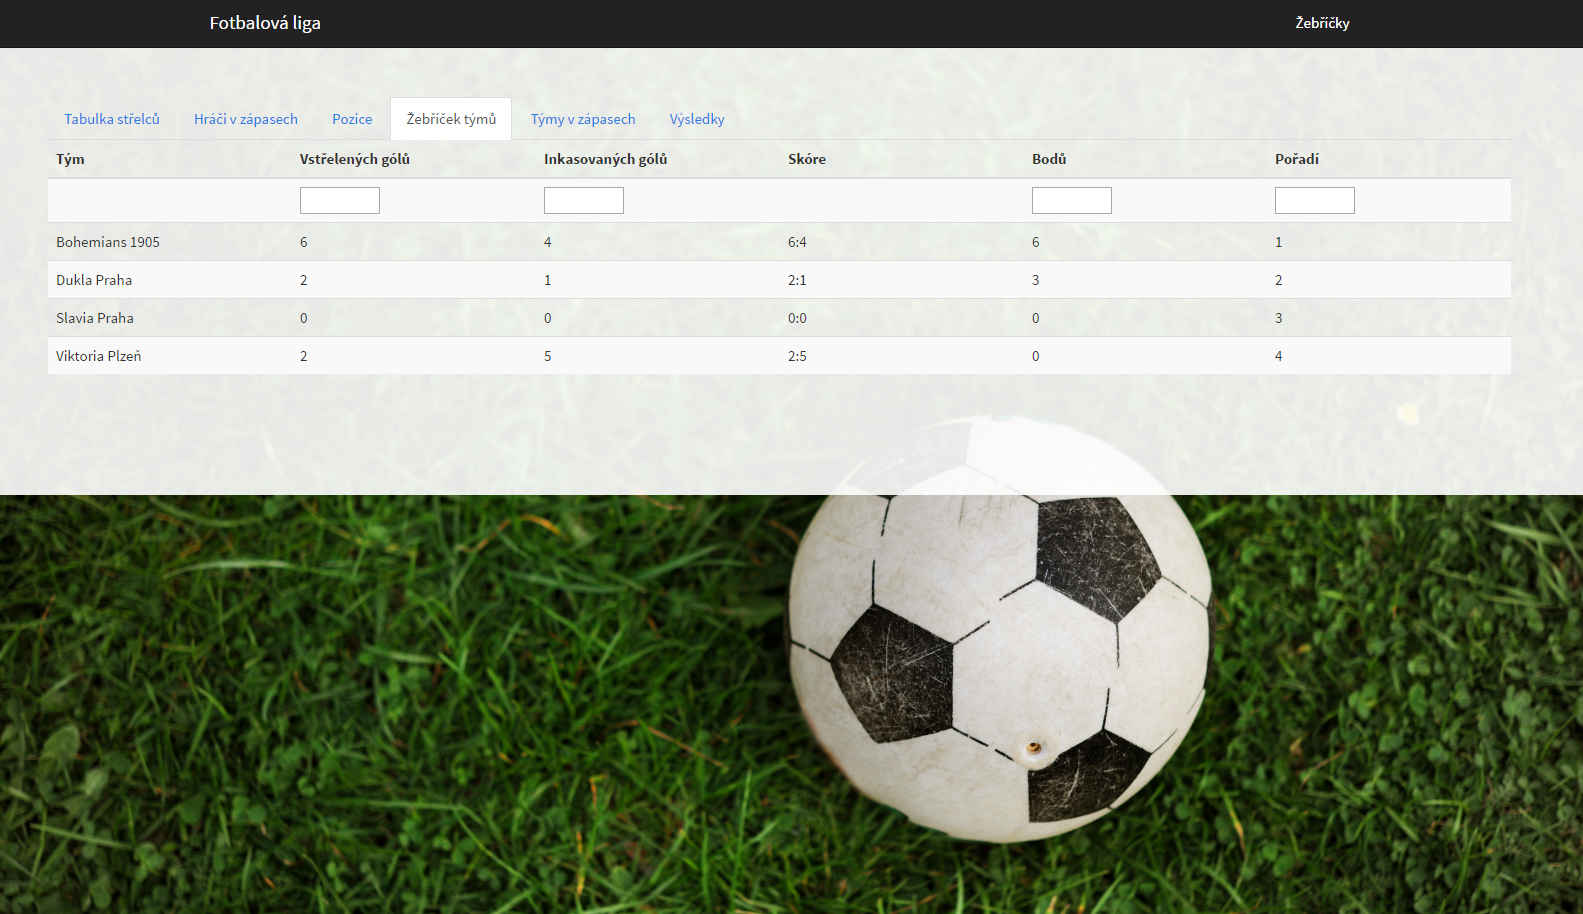 Fotbalová liga Žebříčky
Tabulka střelců Hráči v zápasech Pozice Žebříček týmů Týmy v zápasech Výsledky
Tým Vstřelených gólů Inkasovaných gólů Skóre Bodů Pořadí
Bohemians 1905 6 4 6:4 6 1
Dukla Praha 2 1 2:1 3 2
Slavia Praha 0 0 0:0 0 3
Viktoria Plzeň 2 5 2:5 0 4